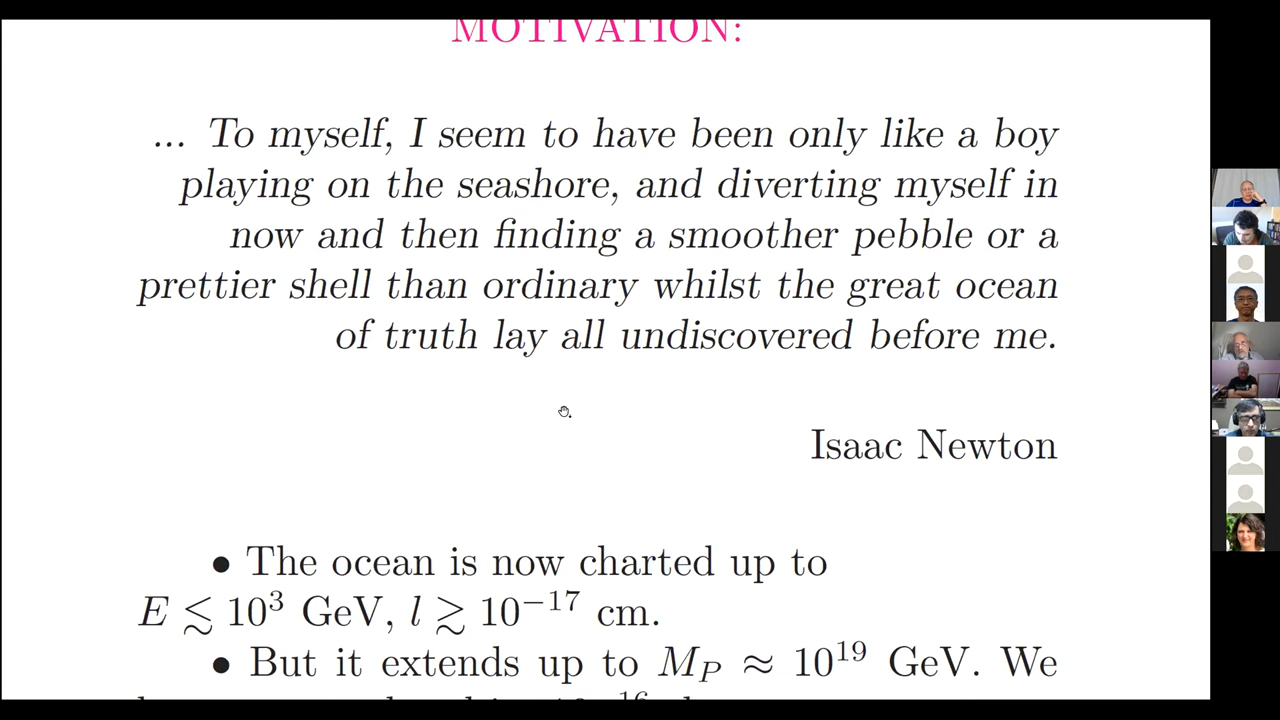 MOTIVATION:
... To myself, I seem to have been only like a boy
playing on the seashore, and diverting myself in
now and then finding a smoother pebble or a
prettier shell than ordinary whilst the great ocean
of truth lay all undiscovered before me.
Isaac Newton
• The ocean is now charted up to
E ≲ 10³ GeV, l ≳ 10⁻¹⁷ cm.
• But it extends up to M_P ≈ 10¹⁹ GeV. We